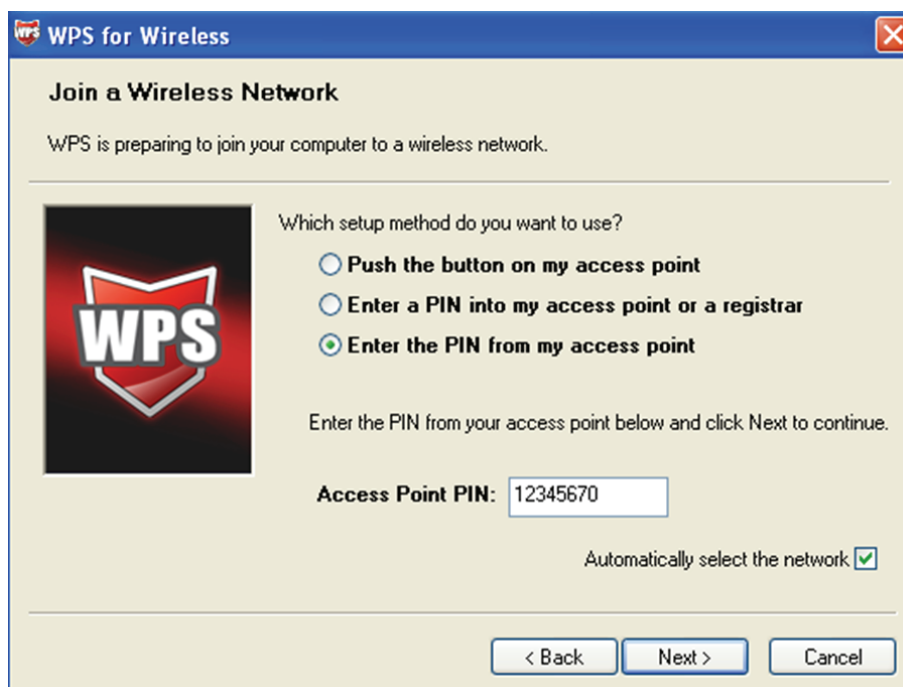 WPS WPS for Wireless
Join a Wireless Network
WPS is preparing to join your computer to a wireless network.
Which setup method do you want to use?
Push the button on my access point
Enter a PIN into my access point or a registrar
Enter the PIN from my access point
WPS
Enter the PIN from your access point below and click Next to continue.
Access Point PIN: 12345670
Automatically select the network
< Back Next > Cancel